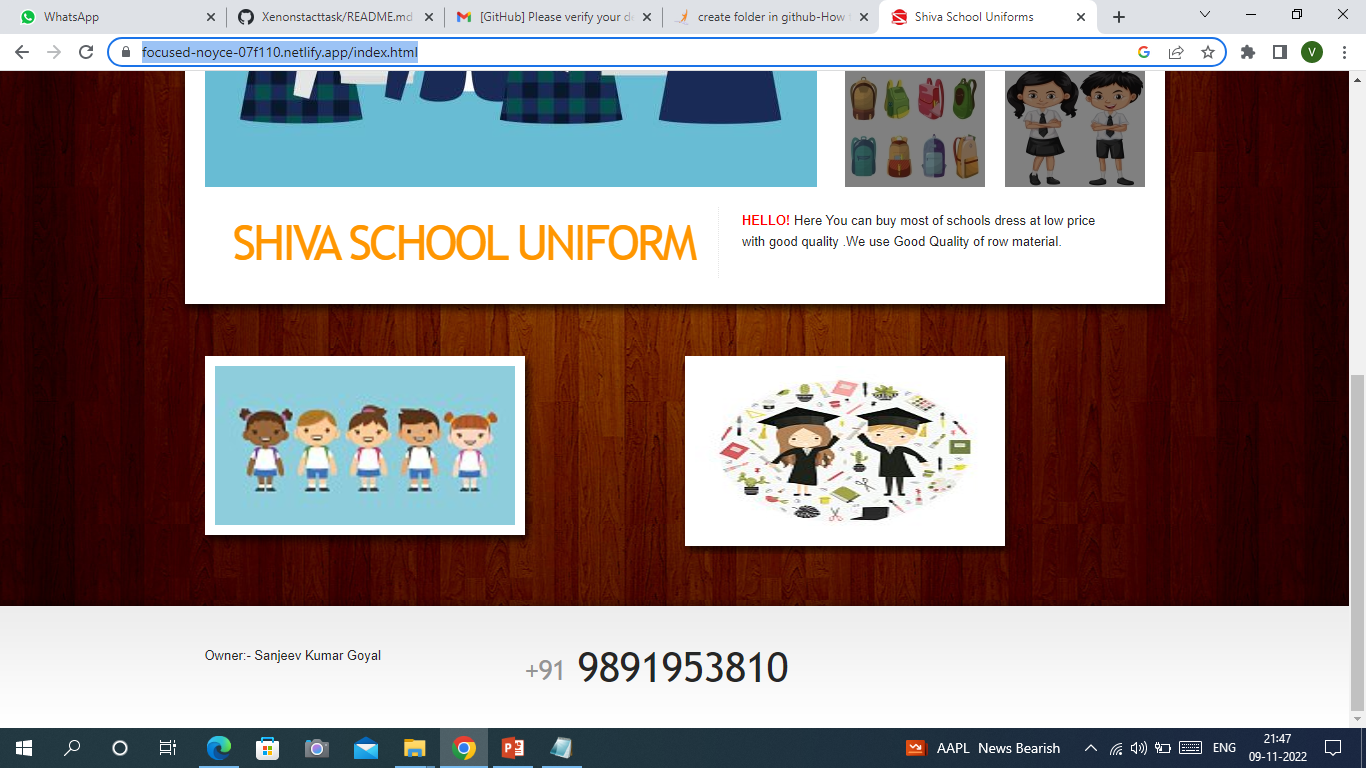 WhatsApp
Xenonstacttask/README.md
[GitHub] Please verify your de
create folder in github-How
Shiva School Uniforms
focused-noyce-07f110.netlify.app/index.html
V
SHIVA SCHOOL UNIFORM
HELLO! Here You can buy most of schools dress at low price
with good quality .We use Good Quality of row material.
Owner:- Sanjeev Kumar Goyal
+91 9891953810
AAPL News Bearish
ENG
21:47
09-11-2022